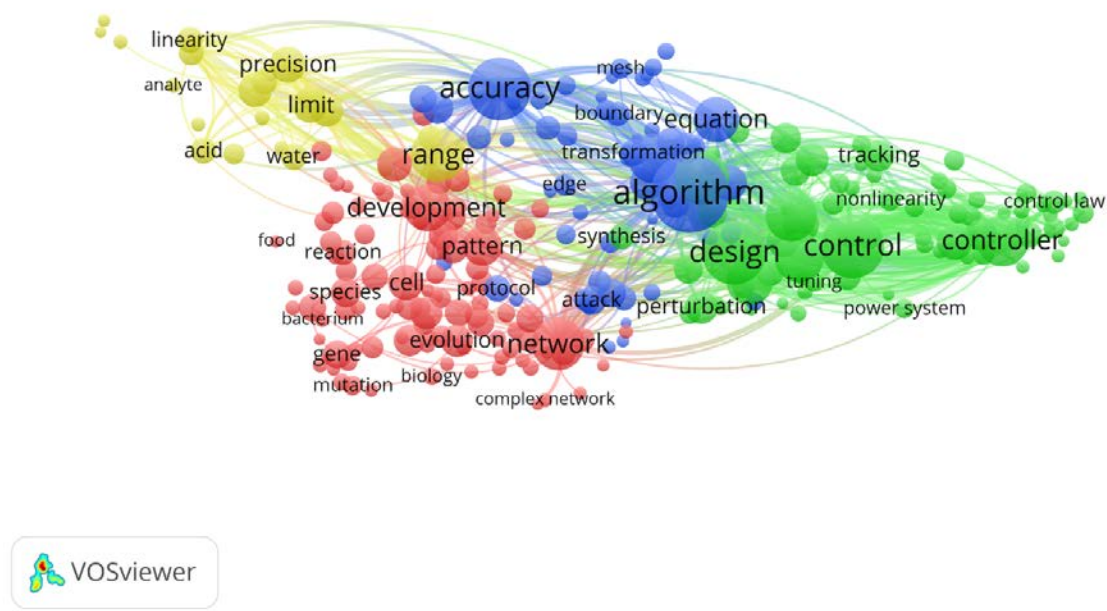 linearity
precision
analyte
limit
acid
water
accuracy
mesh
boundary
equation
range
transformation
edge
algorithm
tracking
nonlinearity
control law
development
food
reaction
pattern
synthesis
design
control
controller
species
cell
protocol
attack
perturbation
tuning
power system
bacterium
gene
evolution
network
mutation
biology
complex network
VOSviewer